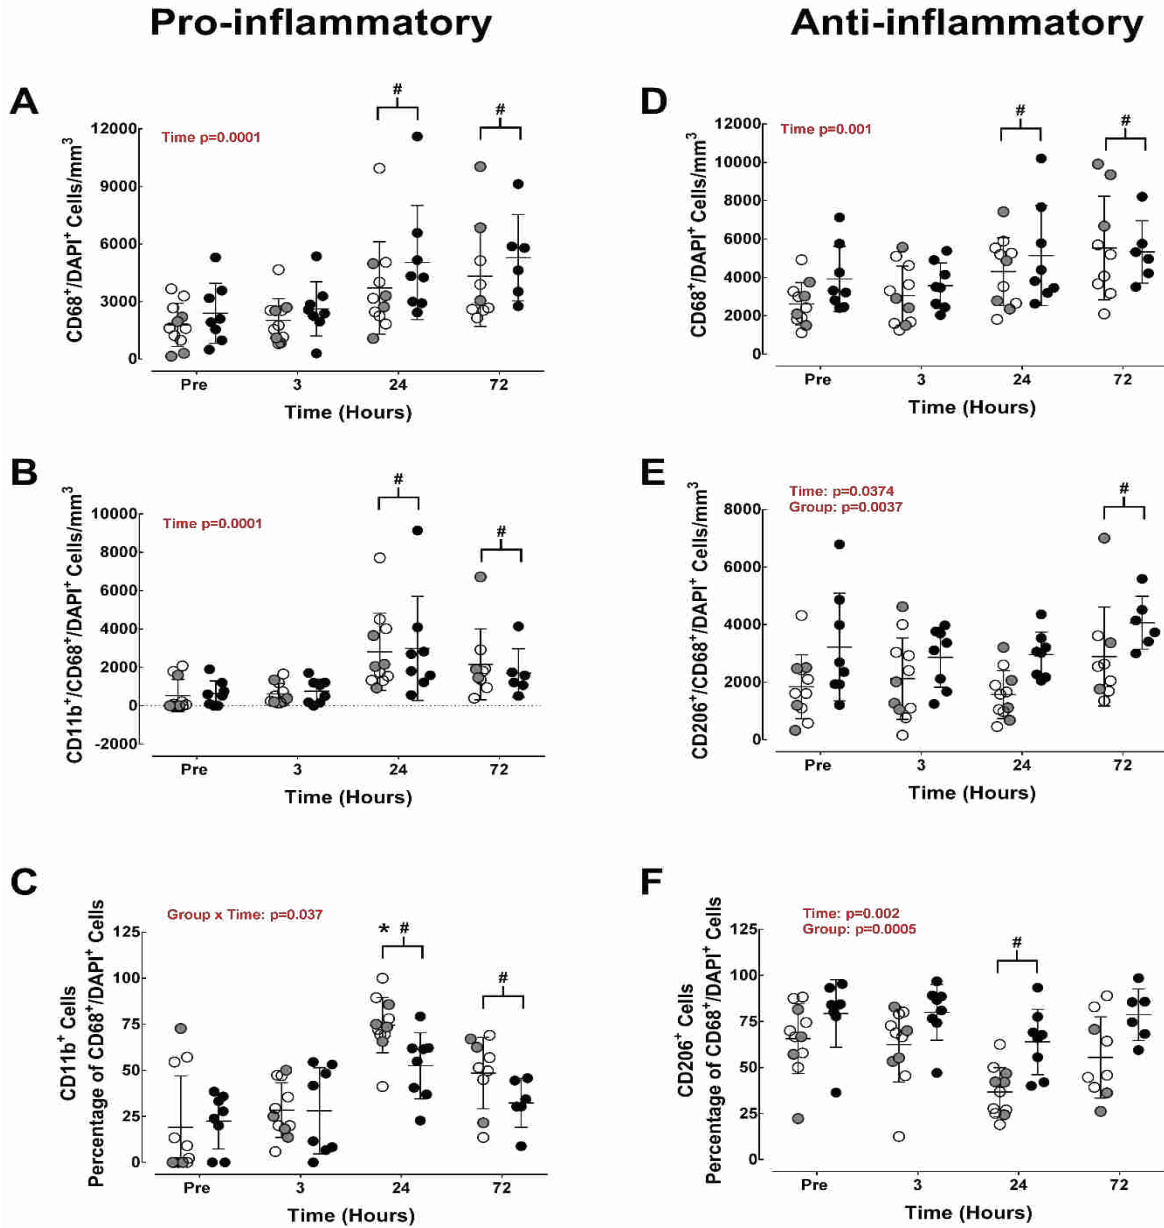 Pro-inflammatory
Anti-inflammatory
A
CD68⁺/DAPI⁺ Cells/mm³
Time p=0.0001
#
#
12000
9000
6000
3000
0
Pre
3
24
72
Time (Hours)
D
CD68⁺/DAPI⁺ Cells/mm³
Time p=0.001
#
#
12000
10000
8000
6000
4000
2000
0
Pre
3
24
72
Time (Hours)
B
CD11b⁺/CD68⁺/DAPI⁺ Cells/mm³
Time p=0.0001
#
#
10000
8000
6000
4000
2000
0
-2000
Pre
3
24
72
Time (Hours)
E
CD206⁺/CD68⁺/DAPI⁺ Cells/mm³
Time: p=0.0374
Group: p=0.0037
#
8000
6000
4000
2000
0
Pre
3
24
72
Time (Hours)
C
CD11b⁺ Cells
Percentage of CD68⁺/DAPI⁺ Cells
Group x Time: p=0.037
* #
#
125
100
75
50
25
0
Pre
3
24
72
Time (Hours)
F
CD206⁺ Cells
Percentage of CD68⁺/DAPI⁺ Cells
Time: p=0.002
Group: p=0.0005
#
125
100
75
50
25
0
Pre
3
24
72
Time (Hours)